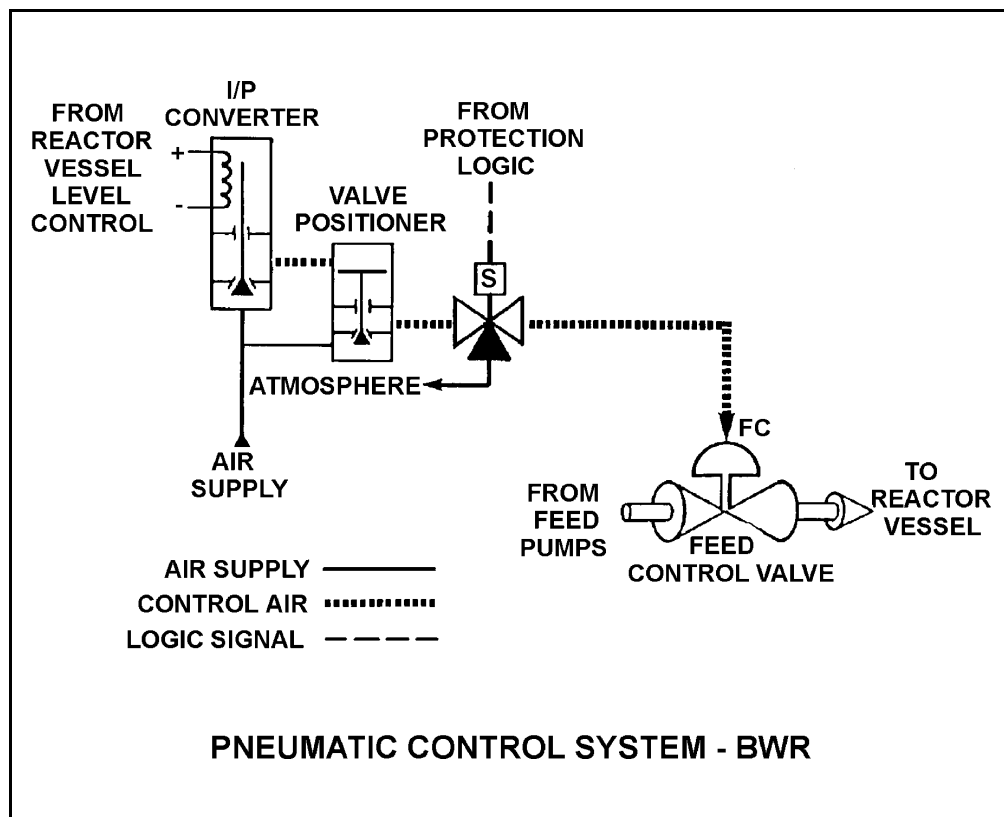 I/P
CONVERTER
FROM
REACTOR
VESSEL
LEVEL
CONTROL
+
-
VALVE
POSITIONER
FROM
PROTECTION
LOGIC
S
ATMOSPHERE
AIR
SUPPLY
FC
FROM
FEED
PUMPS
FEED
CONTROL VALVE
TO
REACTOR
VESSEL
AIR SUPPLY
CONTROL AIR
LOGIC SIGNAL
PNEUMATIC CONTROL SYSTEM - BWR